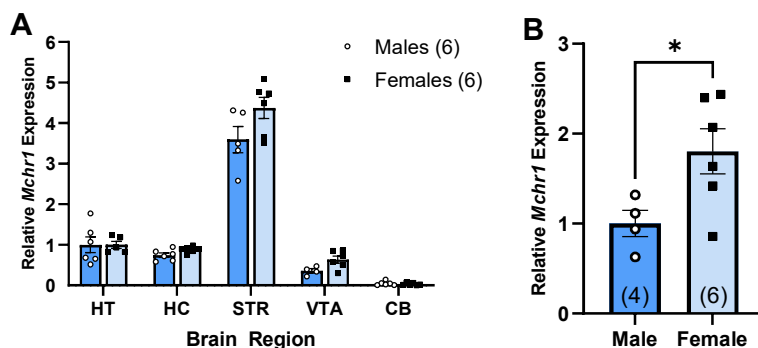 A
Relative Mchr1 Expression
6
5
4
3
2
1
0
Males (6)
Females (6)
HT HC STR VTA CB
Brain Region
B
Relative Mchr1 Expression
3
2
1
0
*
(4) (6)
Male Female